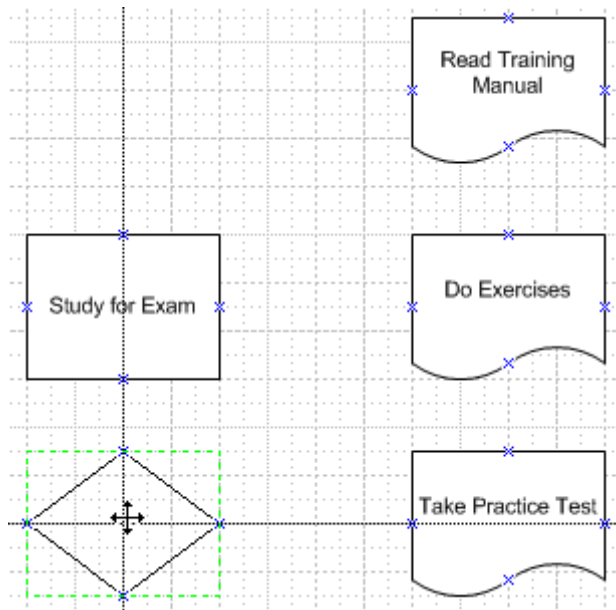 Read Training
Manual
Study for Exam
Do Exercises
Take Practice Test